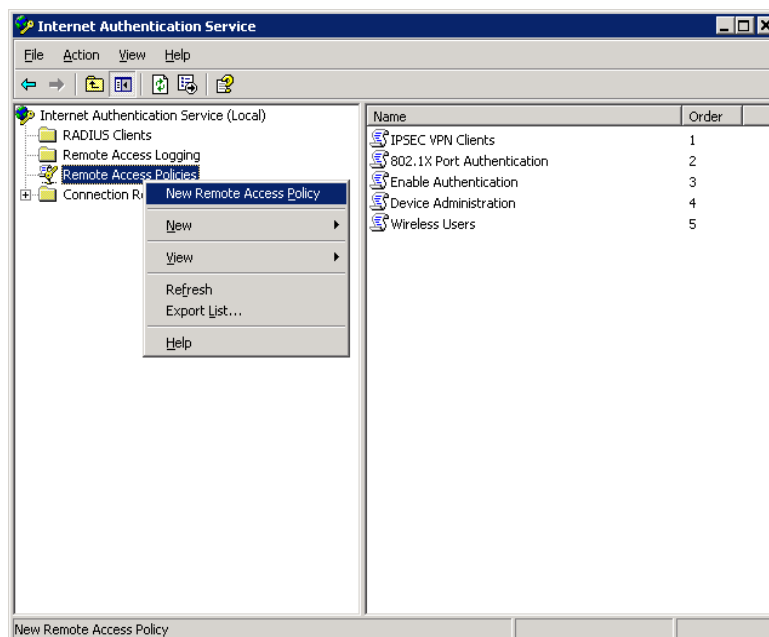 Internet Authentication Service
File Action View Help
Internet Authentication Service (Local)
RADIUS Clients
Remote Access Logging
Remote Access Policies
Connection R
New Remote Access Policy
New
View
Refresh
Export List...
Help
Name Order
IPSEC VPN Clients 1
802.1X Port Authentication 2
Enable Authentication 3
Device Administration 4
Wireless Users 5
New Remote Access Policy